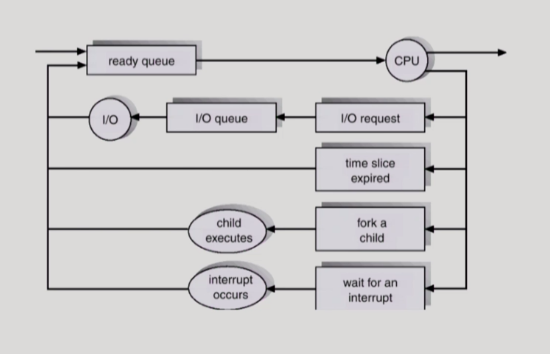 ready queue
CPU
I/O
I/O queue
I/O request
time slice
expired
child
executes
fork a
child
interrupt
occurs
wait for an
interrupt